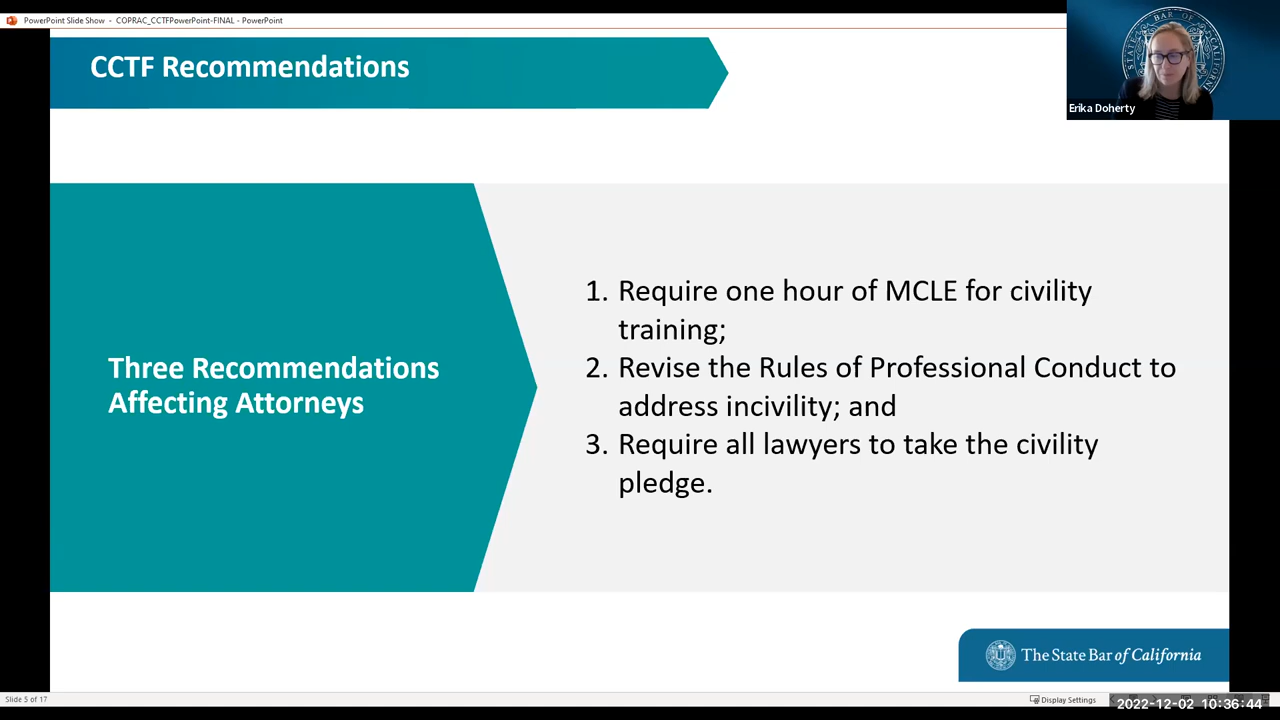 PowerPoint Slide Show - COPRAC_CCTFPowerPoint-FINAL - PowerPoint
CCTF Recommendations
Erika Doherty
Three Recommendations
Affecting Attorneys
1. Require one hour of MCLE for civility
training;
2. Revise the Rules of Professional Conduct to
address incivility; and
3. Require all lawyers to take the civility
pledge.
The State Bar of California
Slide 5 of 17
Display Settings
2022-12-02 10:36:44